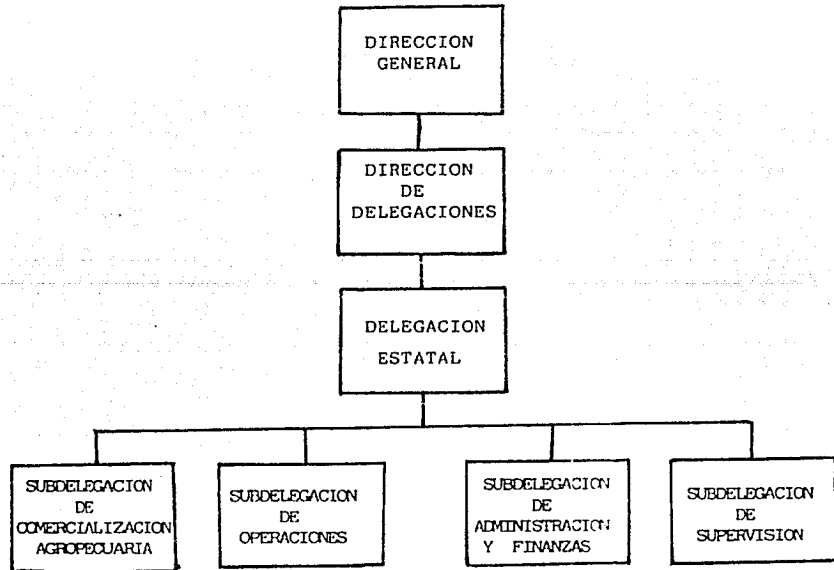 DIRECCION
GENERAL
DIRECCION
DE
DELEGACIONES
DELEGACION
ESTATAL
SUBDELEGACION
DE
COMERCIALIZACION
AGROPECUARIA
SUBDELEGACION
DE
OPERACIONES
SUBDELEGACION
DE
ADMINISTRACION
Y FINANZAS
SUBDELEGACION
DE
SUPERVISION